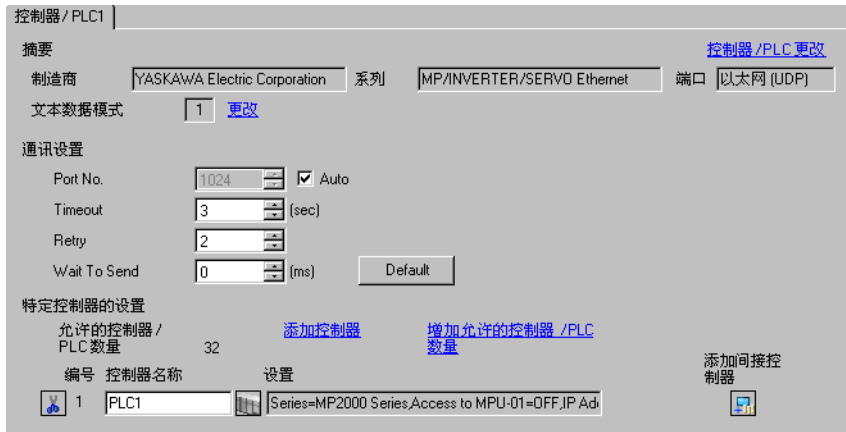 控制器/PLC1
摘要 控制器/PLC更改
制造商 YASKAWA Electric Corporation 系列 MP/INVERTER/SERVO Ethernet 端口 以太网 (UDP)
文本数据模式 1 更改
通讯设置
Port No. 1024 Auto
Timeout 3 (sec)
Retry 2
Wait To Send 0 (ms) Default
特定控制器的设置
允许的控制器/ 添加控制器 增加允许的控制器 /PLC
PLC数量 32 数量
添加间接控
制器
编号 控制器名称 设置
1 PLC1 Series=MP2000 Series,Access to MPU-01=OFF,IP Ad